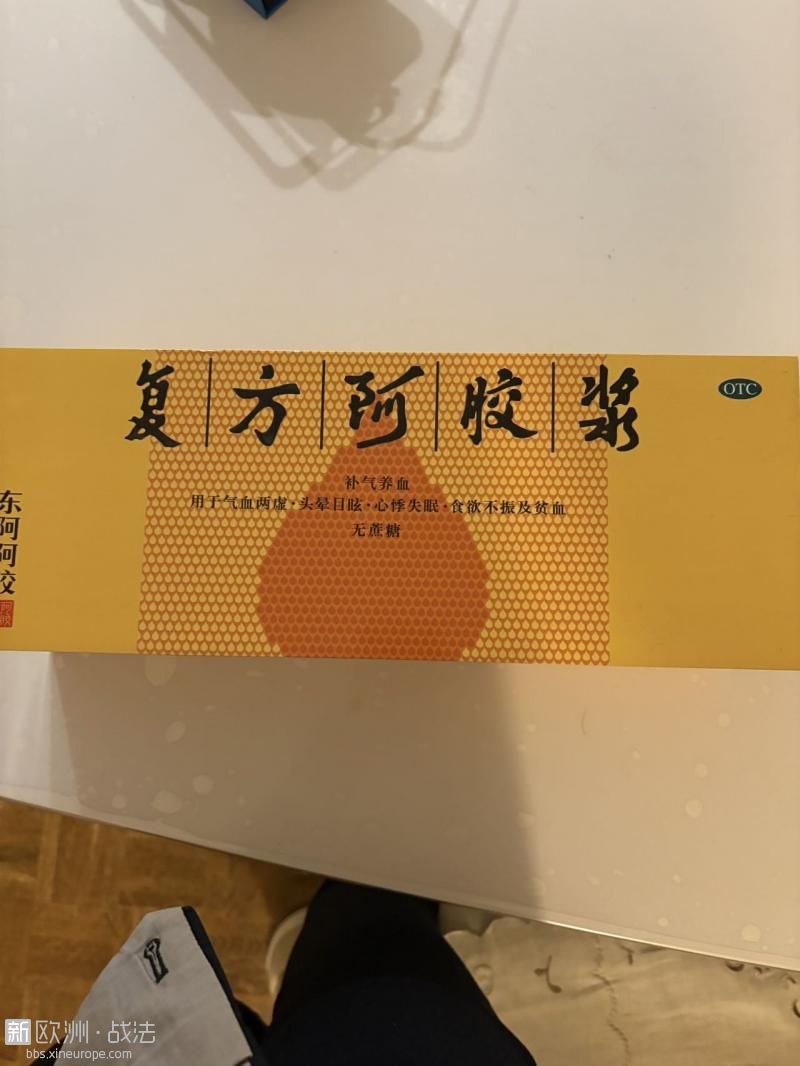 复方阿胶浆
OTC
补气养血
用于气血两虚·头晕目眩·心悸失眠·食欲不振及贫血
无蔗糖
东阿阿胶
新欧洲·战法
bbs.xineurope.com